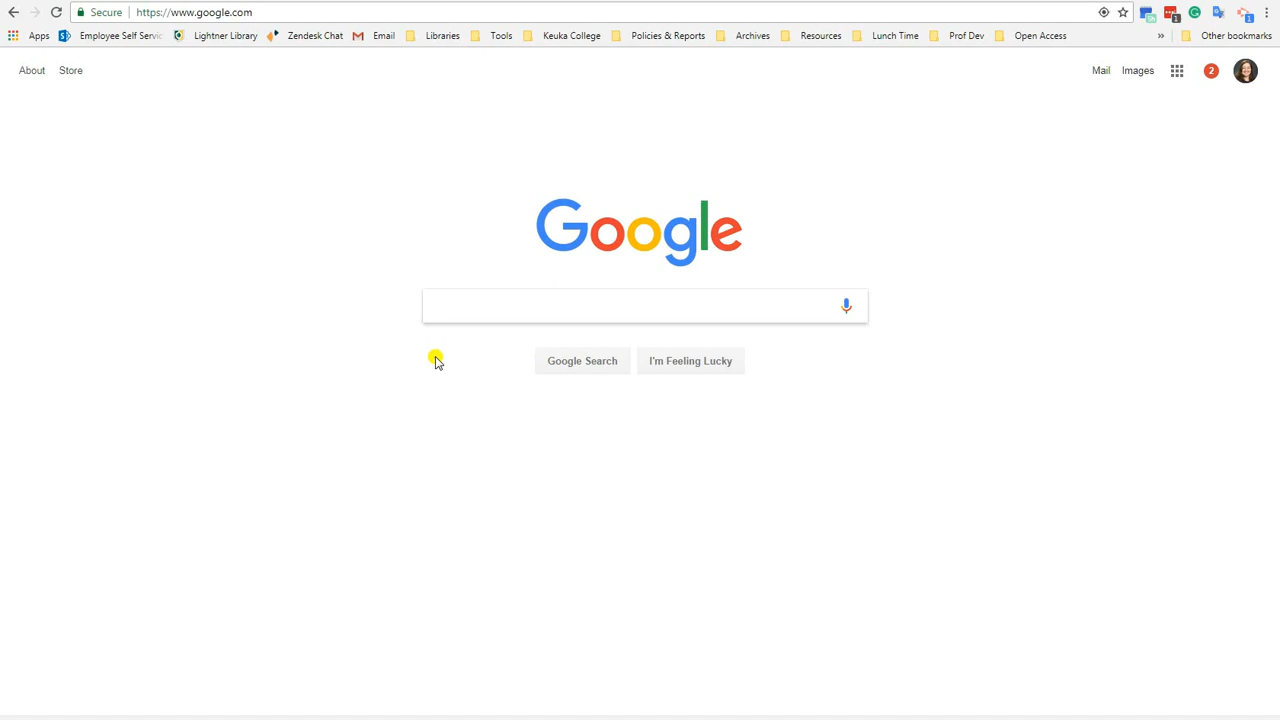 Secure https://www.google.com
Apps Employee Self Servic Lightner Library Zendesk Chat Email Libraries Tools Keuka College Policies & Reports Archives Resources Lunch Time Prof Dev Open Access » Other bookmarks
About Store Mail Images 2
Google
Google Search I'm Feeling Lucky